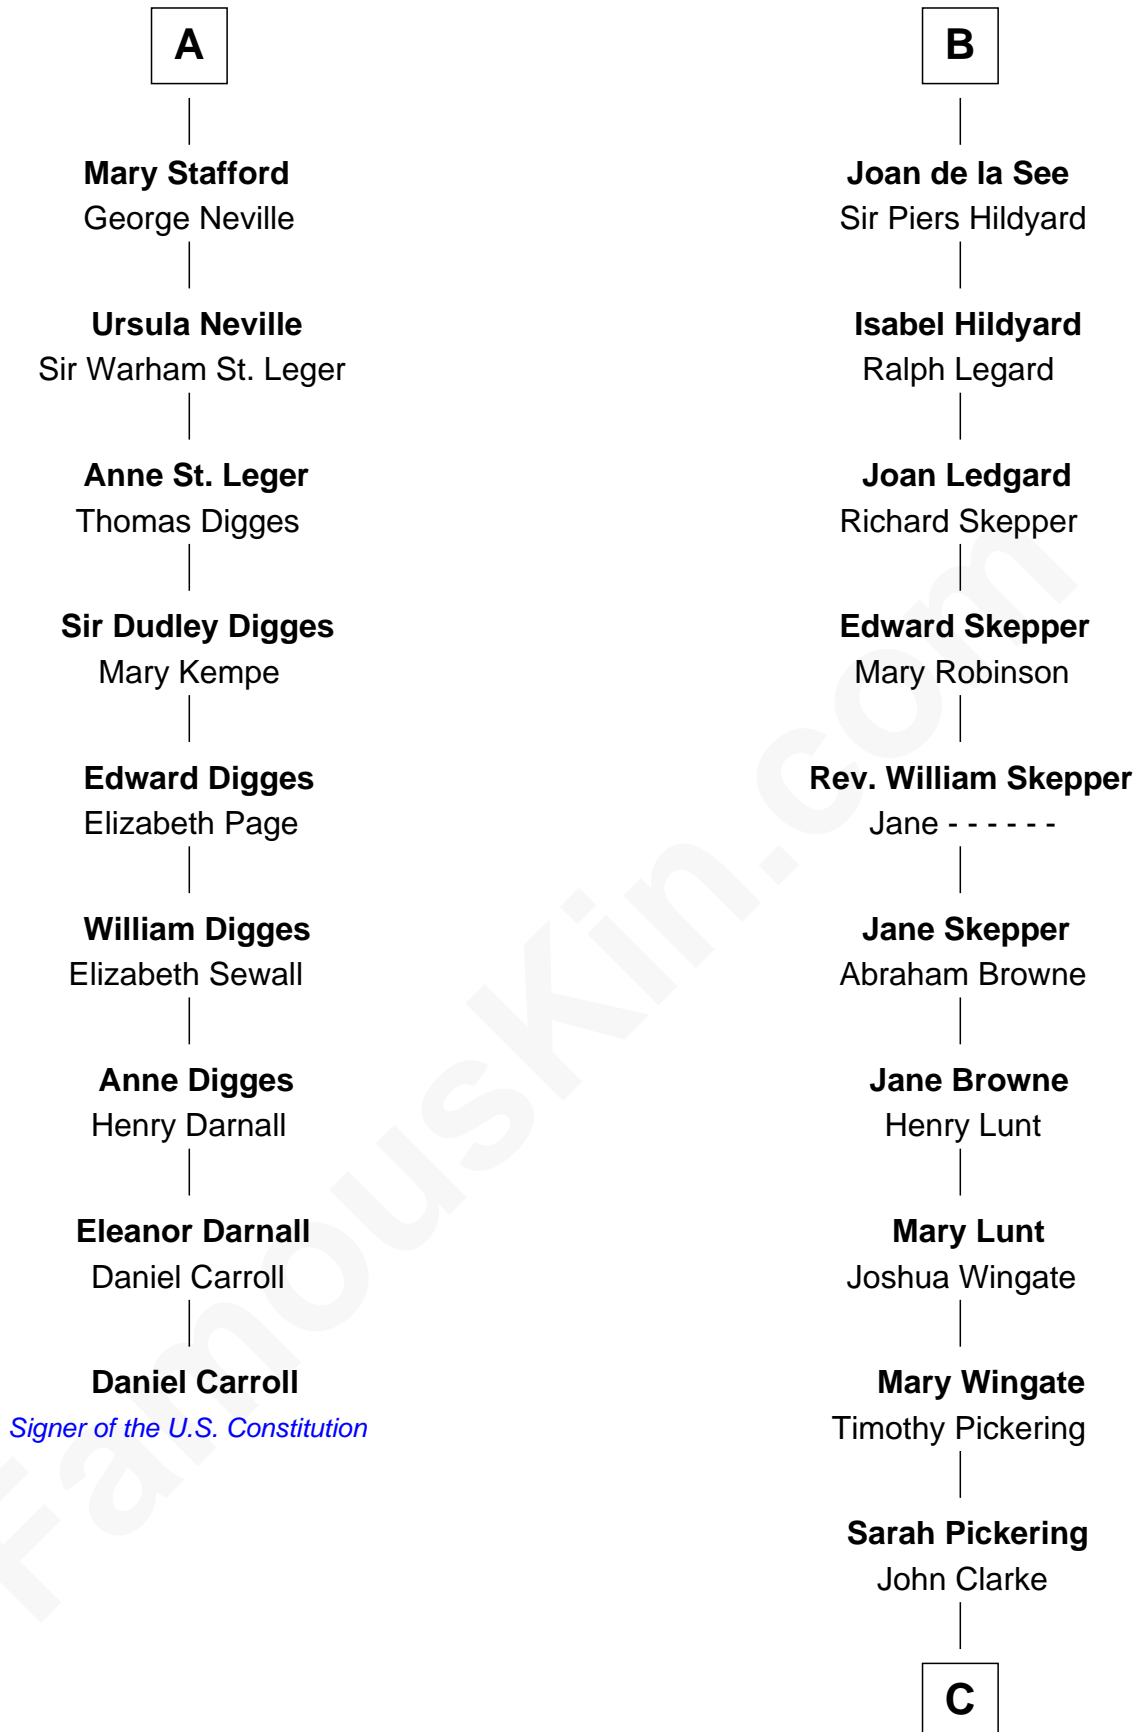 A
Mary Stafford
George Neville
Ursula Neville
Sir Warham St. Leger
Anne St. Leger
Thomas Digges
Sir Dudley Digges
Mary Kempe
Edward Digges
Elizabeth Page
William Digges
Elizabeth Sewall
Anne Digges
Henry Darnall
Eleanor Darnall
Daniel Carroll
Daniel Carroll
Signer of the U.S. Constitution
B
Joan de la See
Sir Piers Hildyard
Isabel Hildyard
Ralph Legard
Joan Ledgard
Richard Skepper
Edward Skepper
Mary Robinson
Rev. William Skepper
Jane - - - - - -
Jane Skepper
Abraham Browne
Jane Browne
Henry Lunt
Mary Lunt
Joshua Wingate
Mary Wingate
Timothy Pickering
Sarah Pickering
John Clarke
C
FamousKin.com